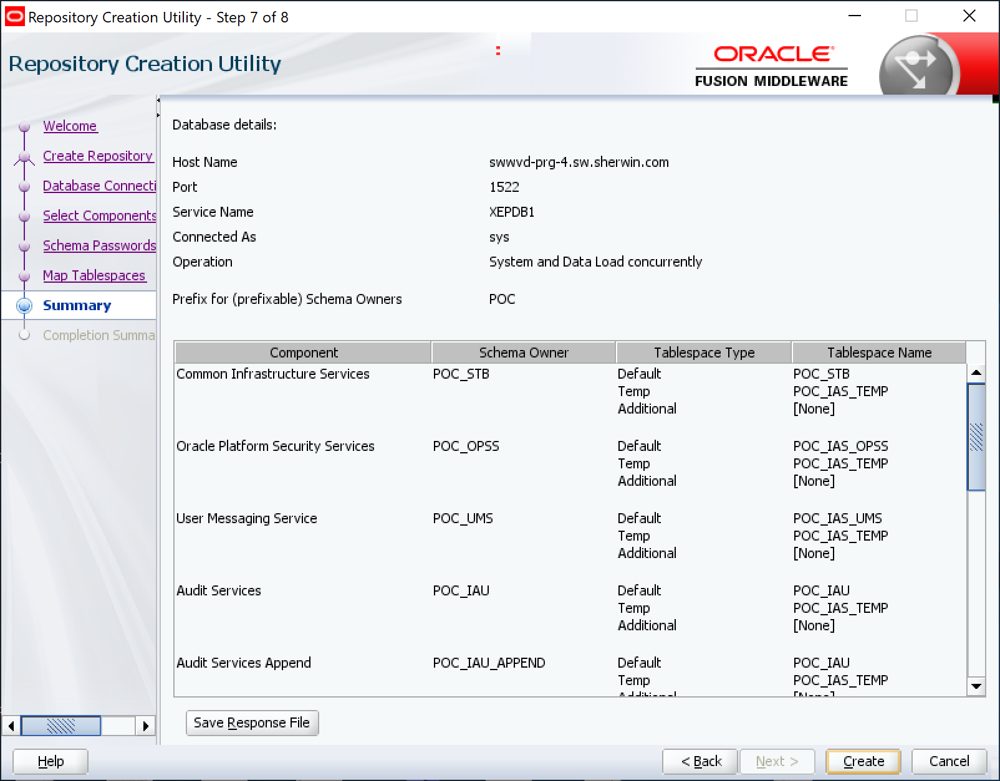 Repository Creation Utility - Step 7 of 8
Repository Creation Utility
ORACLE
FUSION MIDDLEWARE
Welcome
Create Repository
Database Connecti
Select Components
Schema Passwords
Map Tablespaces
Summary
Completion Summa
Database details:
Host Name swwvd-prg-4.sw.sherwin.com
Port 1522
Service Name XEPDB1
Connected As sys
Operation System and Data Load concurrently
Prefix for (prefixable) Schema Owners POC
Component Schema Owner Tablespace Type Tablespace Name
Common Infrastructure Services POC_STB Default POC_STB
Temp POC_IAS_TEMP
Additional [None]
Oracle Platform Security Services POC_OPSS Default POC_IAS_OPSS
Temp POC_IAS_TEMP
Additional [None]
User Messaging Service POC_UMS Default POC_IAS_UMS
Temp POC_IAS_TEMP
Additional [None]
Audit Services POC_IAU Default POC_IAU
Temp POC_IAS_TEMP
Additional [None]
Audit Services Append POC_IAU_APPEND Default POC_IAU
Temp POC_IAS_TEMP
Additional [None]
Save Response File
Help
< Back
Next >
Create
Cancel